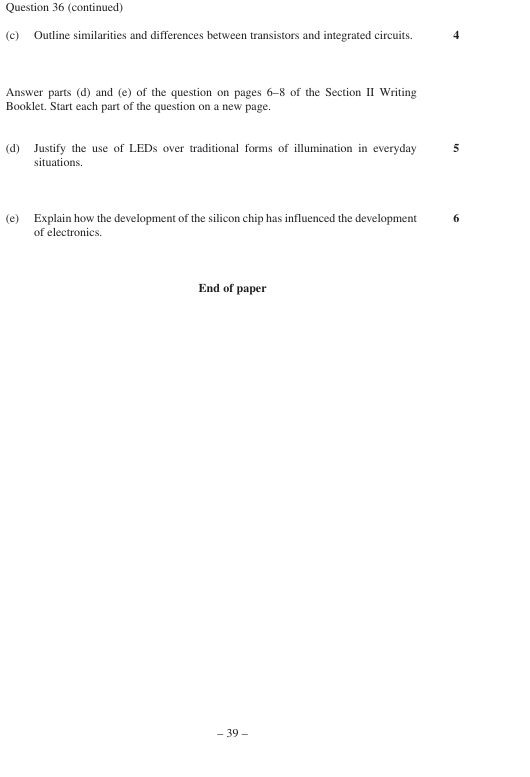 Question 36 (continued)
(c) Outline similarities and differences between transistors and integrated circuits. 4
Answer parts (d) and (e) of the question on pages 6–8 of the Section II Writing
Booklet. Start each part of the question on a new page.
(d) Justify the use of LEDs over traditional forms of illumination in everyday 5
situations.
(e) Explain how the development of the silicon chip has influenced the development 6
of electronics.
End of paper
– 39 –